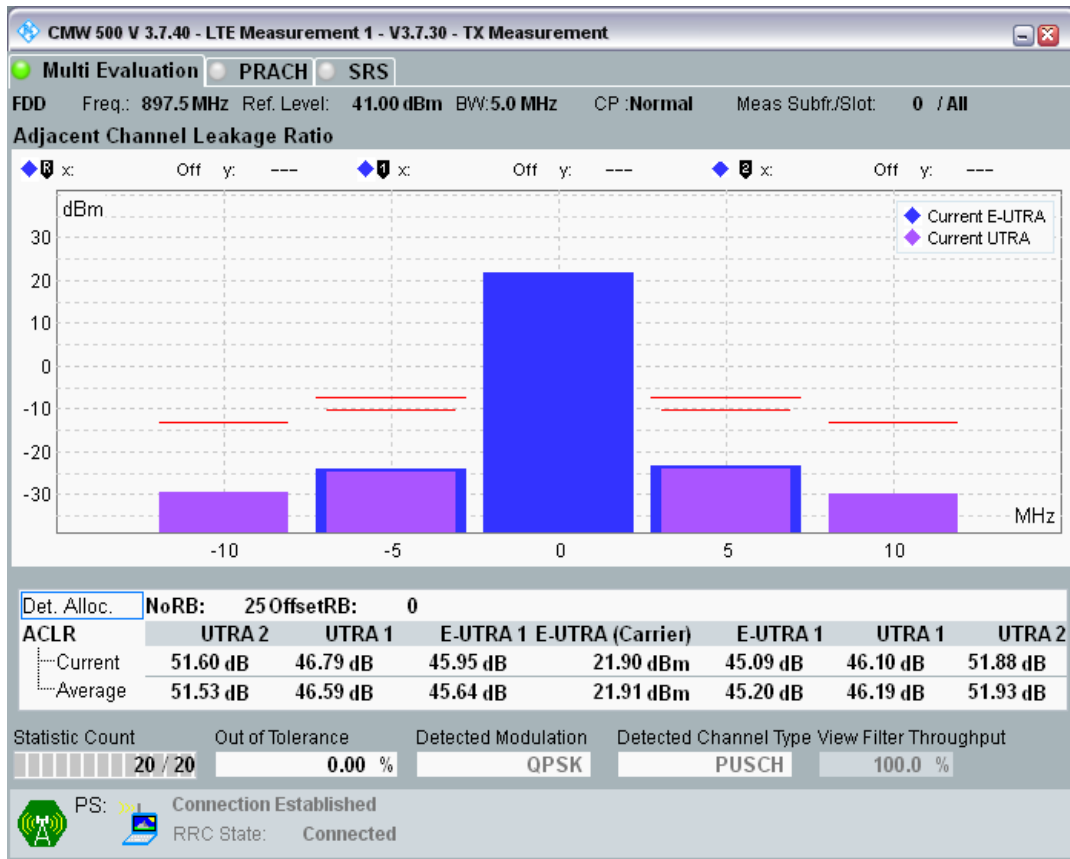 CMW 500 V 3.7.40 - LTE Measurement 1 - V3.7.30 - TX Measurement
Multi Evaluation PRACH SRS
FDD Freq.: 897.5 MHz Ref. Level: 41.00 dBm BW:5.0 MHz CP :Normal Meas Subfr./Slot: 0 / All
Adjacent Channel Leakage Ratio
R x: Off y: --- 1 x: Off y: --- 2 x: Off y: ---
dBm
Current E-UTRA
Current UTRA
30
20
10
0
-10
-20
-30
MHz
-10 -5 0 5 10
Det. Alloc. NoRB: 25 OffsetRB: 0
ACLR UTRA 2 UTRA 1 E-UTRA 1 E-UTRA (Carrier) E-UTRA 1 UTRA 1 UTRA 2
Current 51.60 dB 46.79 dB 45.95 dB 21.90 dBm 45.09 dB 46.10 dB 51.88 dB
Average 51.53 dB 46.59 dB 45.64 dB 21.91 dBm 45.20 dB 46.19 dB 51.93 dB
Statistic Count Out of Tolerance Detected Modulation Detected Channel Type View Filter Throughput
20 / 20 0.00 % QPSK PUSCH 100.0 %
PS: Connection Established
RRC State: Connected